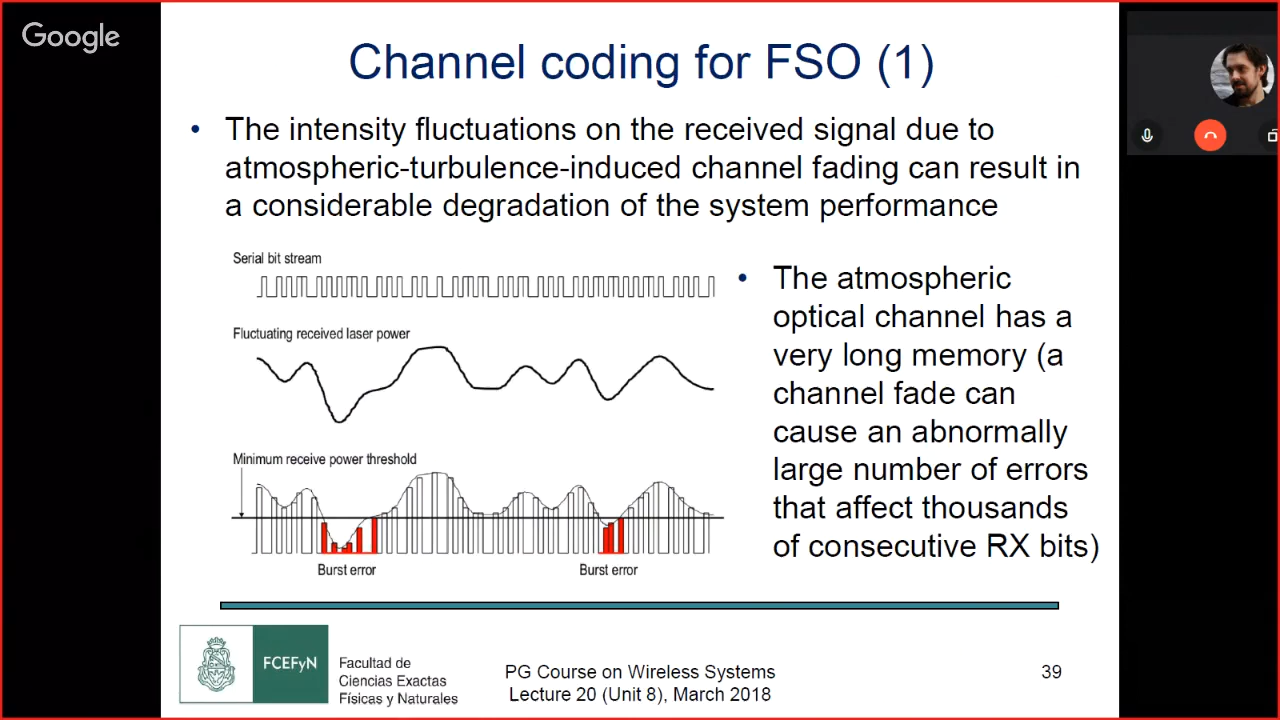 Google
Channel coding for FSO (1)
• The intensity fluctuations on the received signal due to
atmospheric-turbulence-induced channel fading can result in
a considerable degradation of the system performance
Serial bit stream
Fluctuating received laser power
Minimum receive power threshold
Burst error
Burst error
• The atmospheric
optical channel has a
very long memory (a
channel fade can
cause an abnormally
large number of errors
that affect thousands
of consecutive RX bits)
FCEFyN
Facultad de
Ciencias Exactas
Físicas y Naturales
PG Course on Wireless Systems
Lecture 20 (Unit 8), March 2018
39